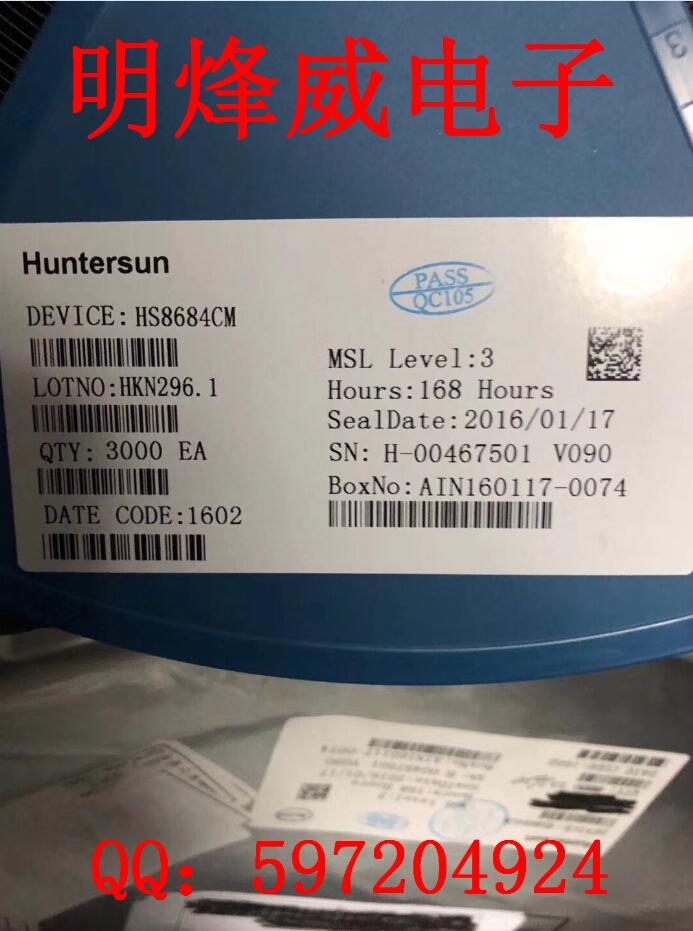 明烽威电子
3
Huntersun
PASS
QC105
DEVICE: HS8684CM
LOTNO:HKN296.1
QTY: 3000 EA
DATE CODE:1602
MSL Level:3
Hours:168 Hours
SealDate:2016/01/17
SN: H-00467501 V090
BoxNo:AIN160117-0074
QQ：597204924